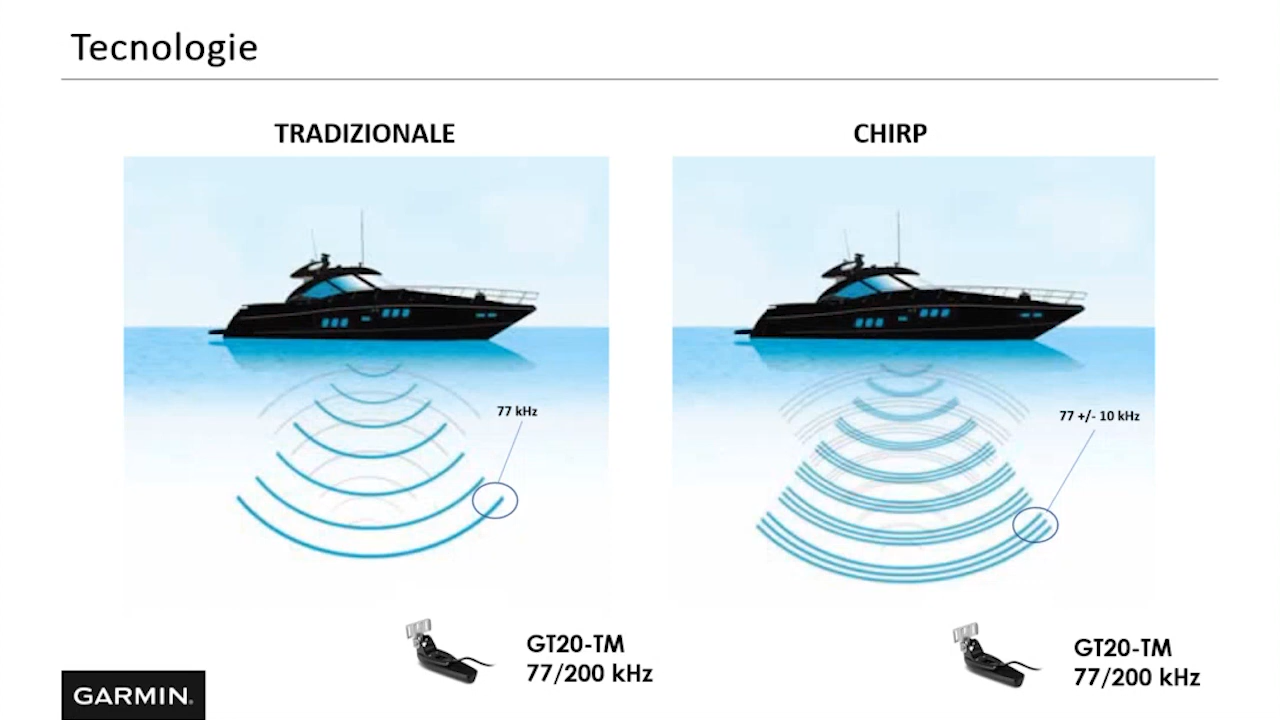 Tecnologie
TRADIZIONALE
CHIRP
77 kHz
77 +/- 10 kHz
GT20-TM
77/200 kHz
GT20-TM
77/200 kHz
GARMIN.